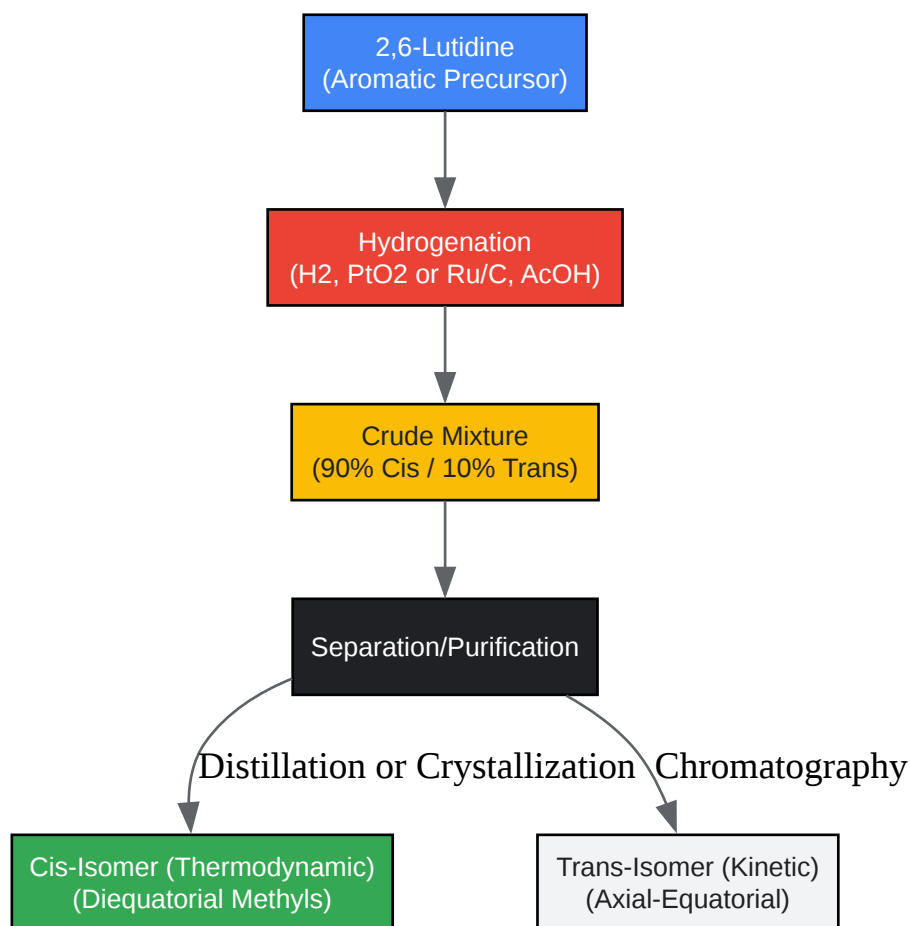 2,6-Lutidine
(Aromatic Precursor)
Hydrogenation
(H2, PtO2 or Ru/C, AcOH)
Crude Mixture
(90% Cis / 10% Trans)
Separation/Purification
Distillation or Crystallization
Chromatography
Cis-Isomer (Thermodynamic)
(Diequatorial Methyls)
Trans-Isomer (Kinetic)
(Axial-Equatorial)